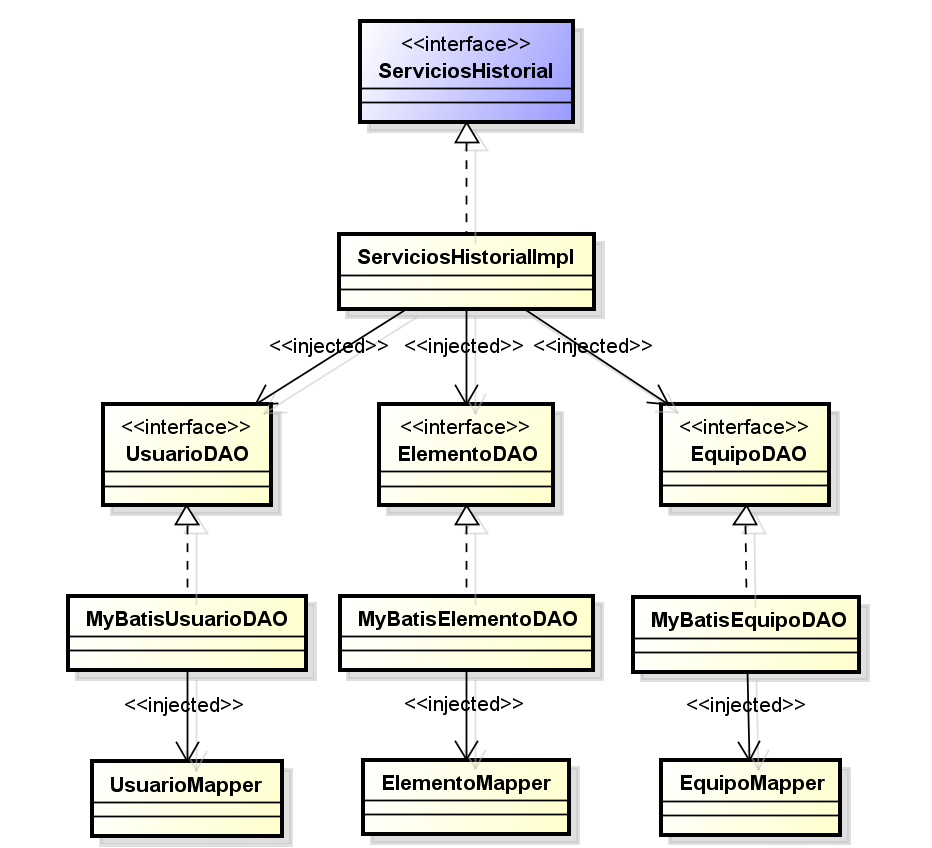 <<interface>>
ServiciosHistorial
ServiciosHistorialImpl
<<injected>> <<injected>> <<injected>>
<<interface>> <<interface>> <<interface>>
UsuarioDAO ElementoDAO EquipoDAO
MyBatisUsuarioDAO MyBatisElementoDAO MyBatisEquipoDAO
<<injected>> <<injected>> <<injected>>
UsuarioMapper ElementoMapper EquipoMapper